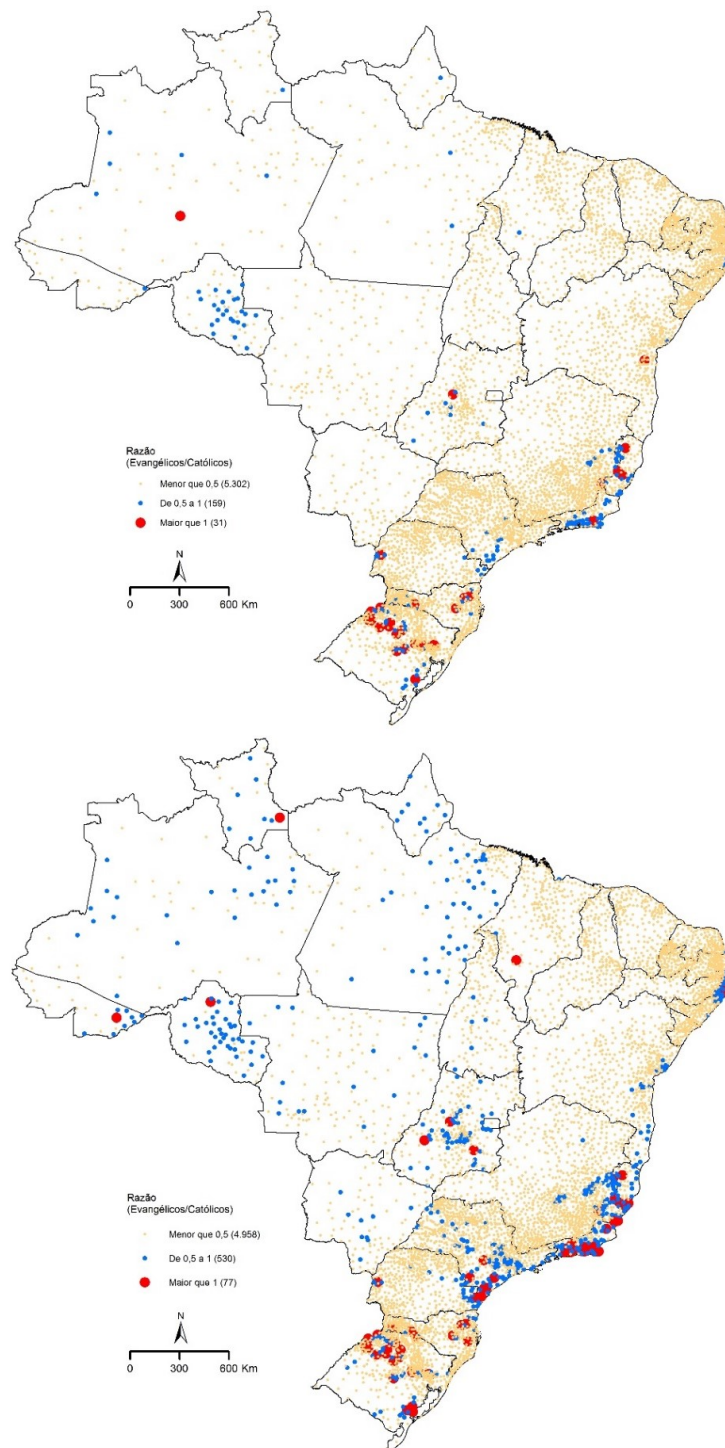 Razão
(Evangélicos/Católicos)
Menor que 0,5 (5.302)
De 0,5 a 1 (159)
Maior que 1 (31)
N
0 300 600 Km
Razão
(Evangélicos/Católicos)
Menor que 0,5 (4.958)
De 0,5 a 1 (530)
Maior que 1 (77)
N
0 300 600 Km